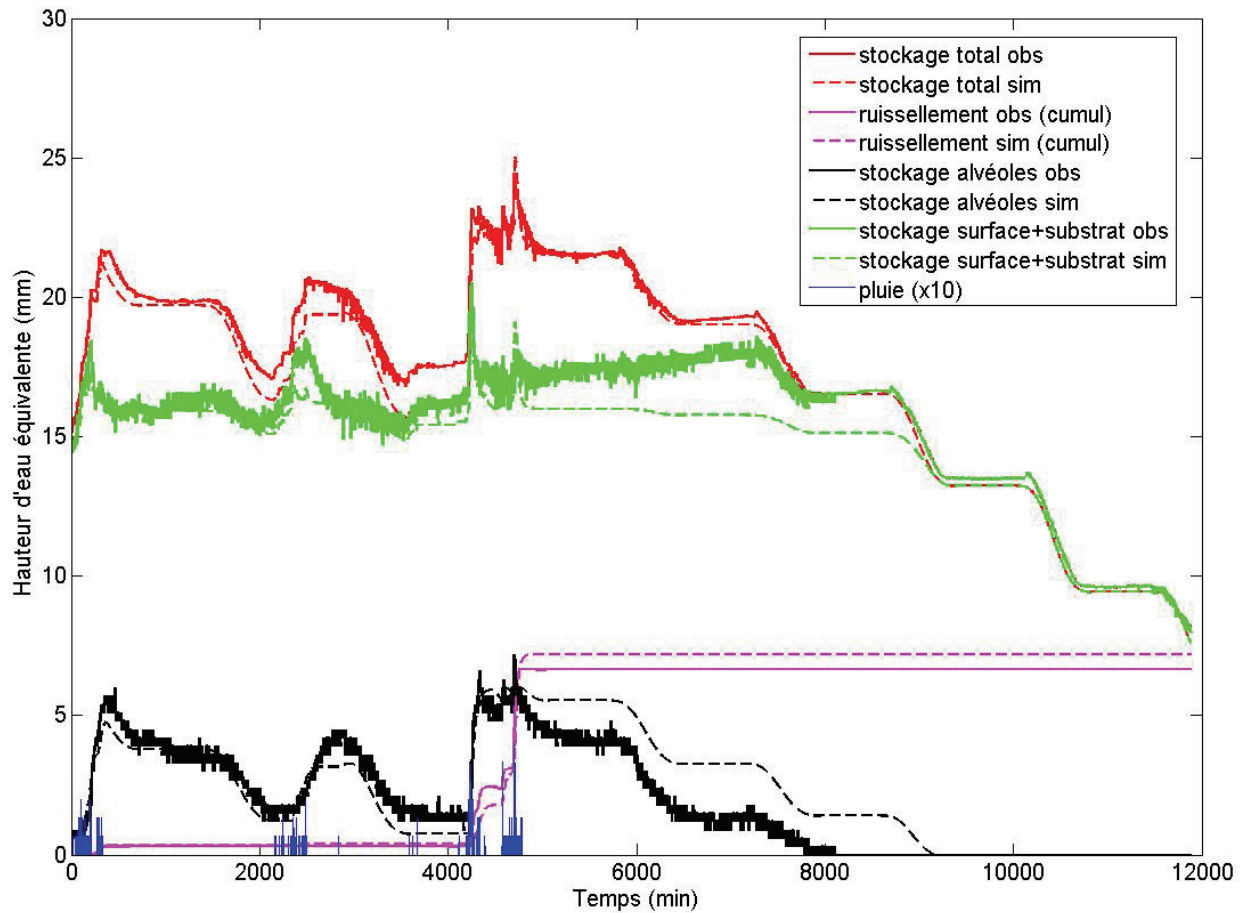 30
25
20
15
10
5
0
Hauteur d'eau équivalente (mm)
stockage total obs
stockage total sim
ruissellement obs (cumul)
ruissellement sim (cumul)
stockage alvéoles obs
stockage alvéoles sim
stockage surface+substrat obs
stockage surface+substrat sim
pluie (x10)
0 2000 4000 6000 8000 10000 12000
Temps (min)